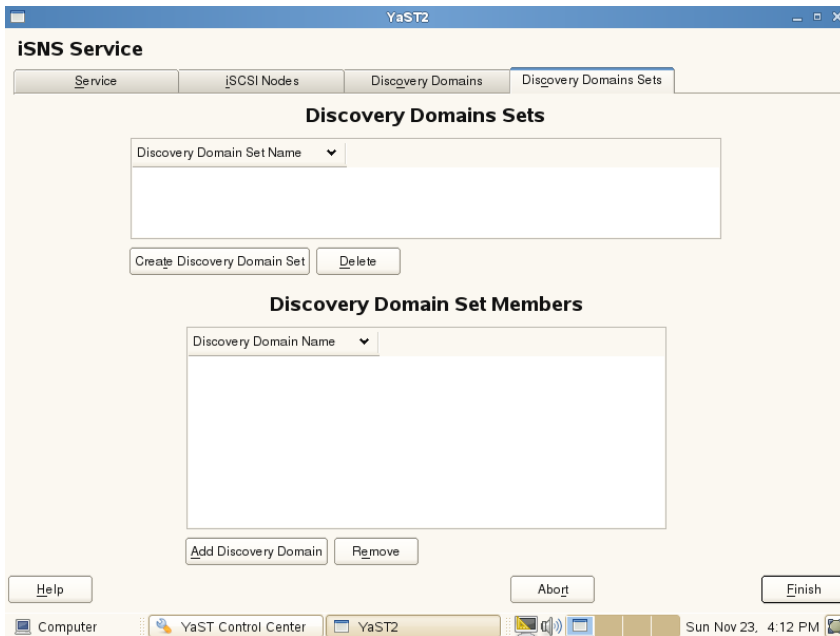 YaST2
iSNS Service
Service iSCSI Nodes Discovery Domains Discovery Domains Sets
Discovery Domains Sets
Discovery Domain Set Name
Create Discovery Domain Set Delete
Discovery Domain Set Members
Discovery Domain Name
Add Discovery Domain Remove
Help Abort Finish
Computer YaST Control Center YaST2 Sun Nov 23, 4:12 PM